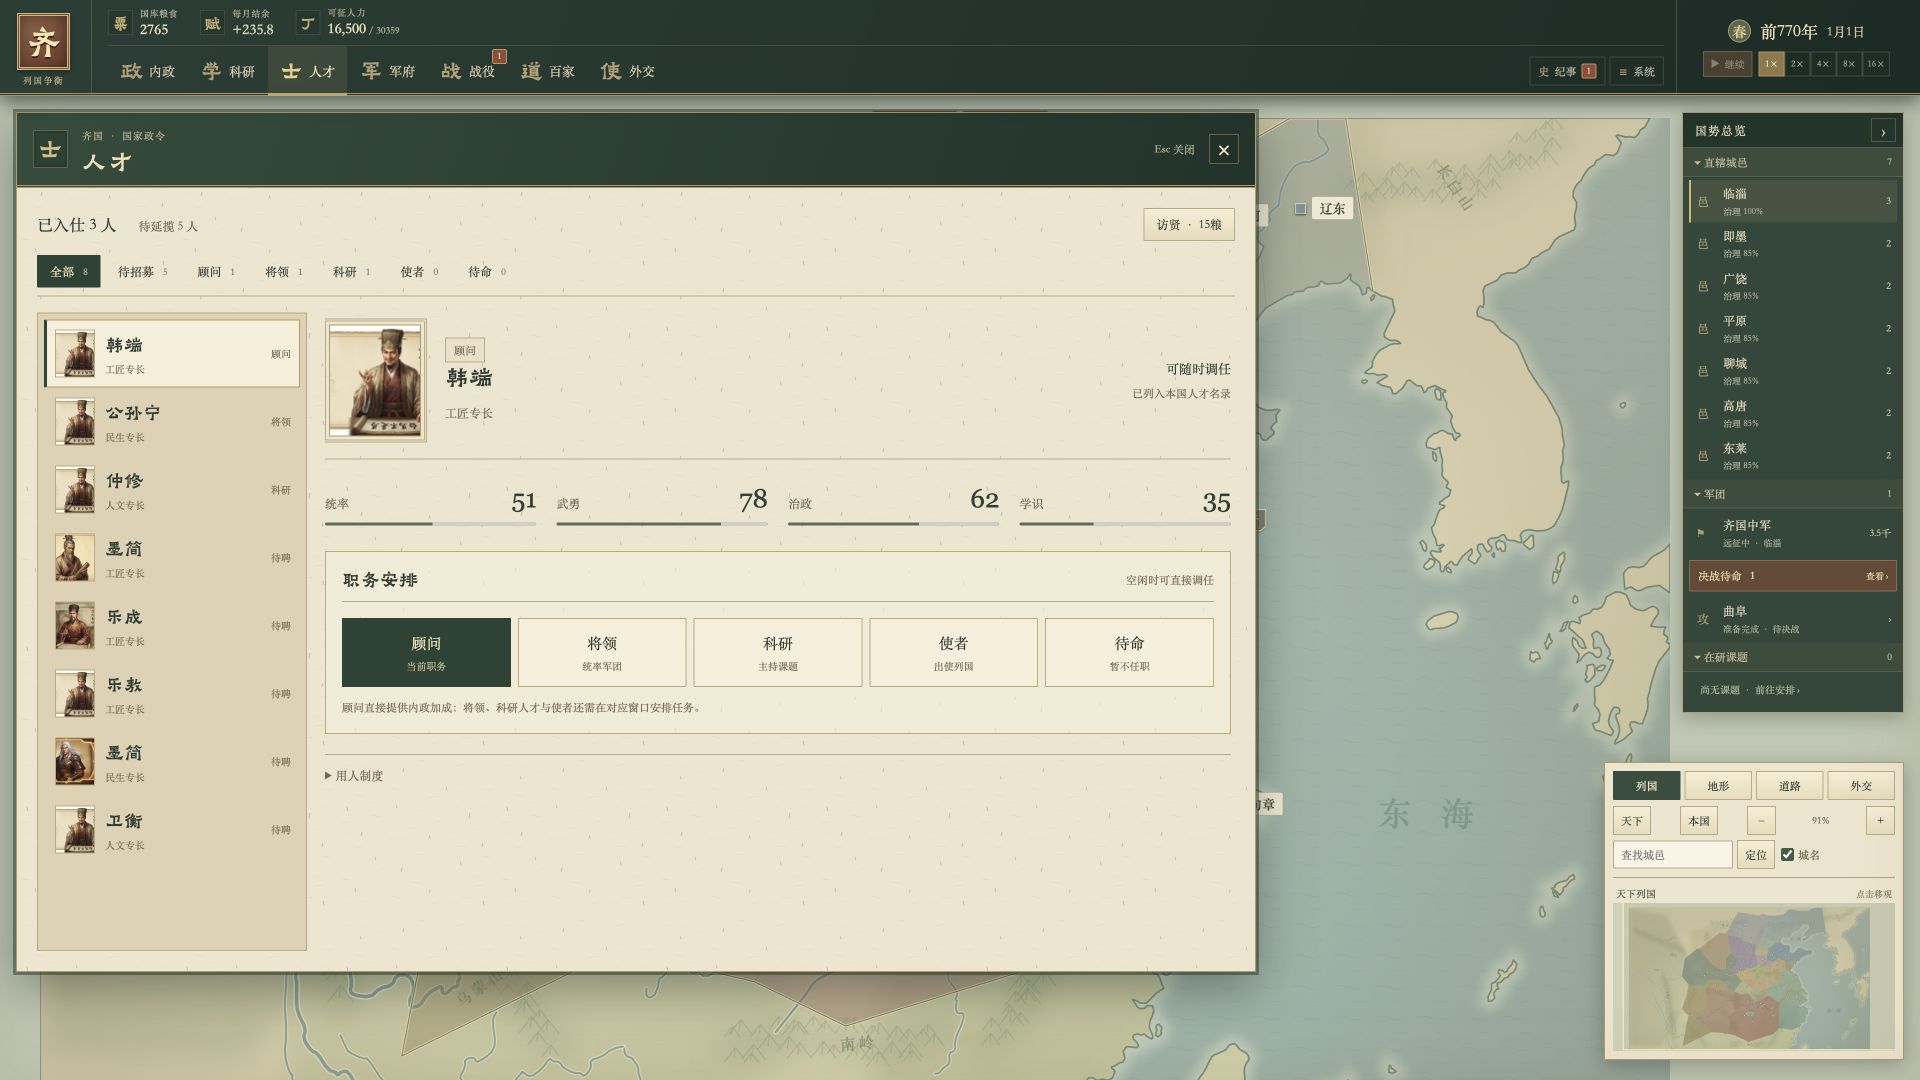 齐
列国争衡
粟 国库粮食 2765
赋 每月结余 +235.8
丁 可征人力 16,500 / 30359
政 内政
学 科研
士 人才
军 军府
战 战役 1
道 百家
使 外交
史 纪事 1
≡ 系统
春 前770年 1月1日
▶ 继续 1× 2× 4× 8× 16×
士
齐国 · 国家政令
人才
Esc 关闭 ×
已入仕 3 人 待延揽 5 人
访贤 · 15粮
全部 8 待招募 5 顾问 1 将领 1 科研 1 使者 0 待命 0
韩端
工匠专长
顾问
公孙宁
民生专长
将领
仲修
人文专长
科研
墨简
工匠专长
待聘
乐成
工匠专长
待聘
乐敖
工匠专长
待聘
墨简
民生专长
待聘
卫衡
人文专长
待聘
顾问
韩端
工匠专长
可随时调任
已列入本国人才名录
统率 51 武勇 78 治政 62 学识 35
职务安排 空闲时可直接调任
顾问
当前职务
将领
统率军团
科研
主持课题
使者
出使列国
待命
暂不任职
顾问直接提供内政加成；将领、科研人才与使者还需在对应窗口安排任务。
▶ 用人制度
长白山
辽东
章
东 海
乌蒙山
南岭
国势总览 ›
直辖城邑 7
邑 临淄 3
治理 100%
邑 即墨 2
治理 85%
邑 广饶 2
治理 85%
邑 平原 2
治理 85%
邑 聊城 2
治理 85%
邑 高唐 2
治理 85%
邑 东莱 2
治理 85%
军团 1
齐国中军 3.5千
远征中 · 临淄
决战待命 1 查看›
攻 曲阜 ›
准备完成 · 待决战
在研课题 0
尚无课题 · 前往安排›
列国 地形 道路 外交
天下 本国 − 91% +
查找城邑 定位 城名
天下列国 点击移观